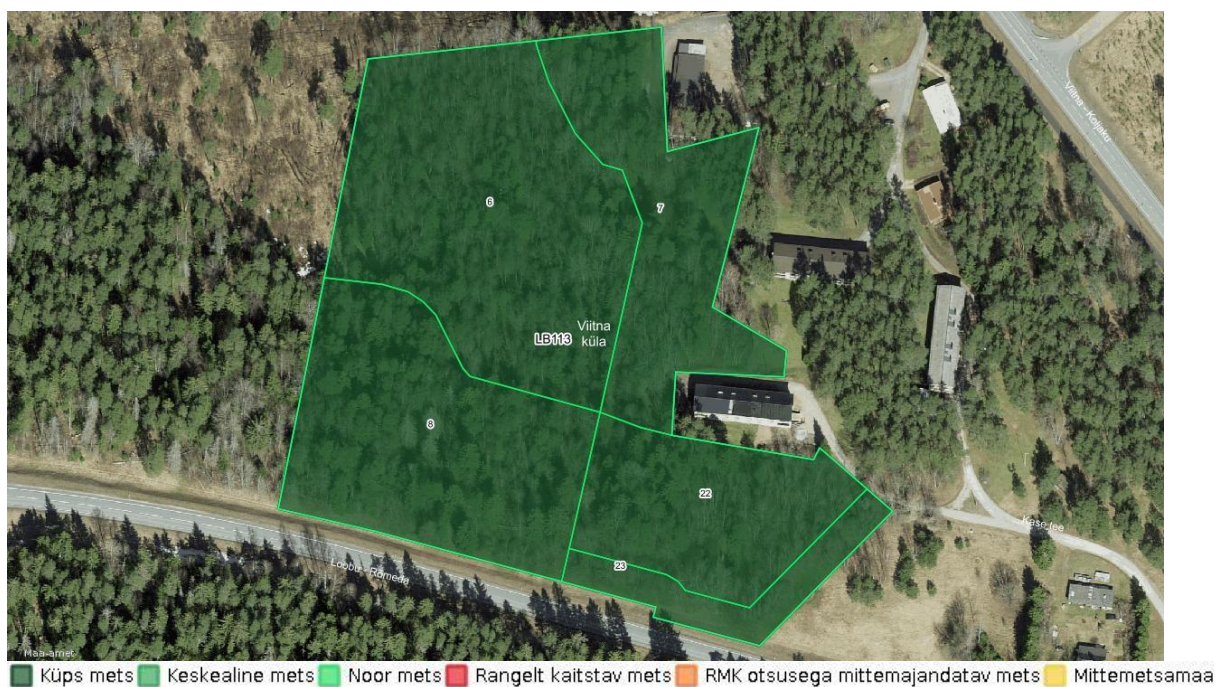 Viitna - Koljaku
6
7
LB113
Viitna
küla
8
22
23
Loobu - Rõmeda
Kase tee
Maa-amet
Küps mets Keskealine mets Noor mets Rangelt kaitstav mets RMK otsusega mittemajandatav mets Mittemetsamaa